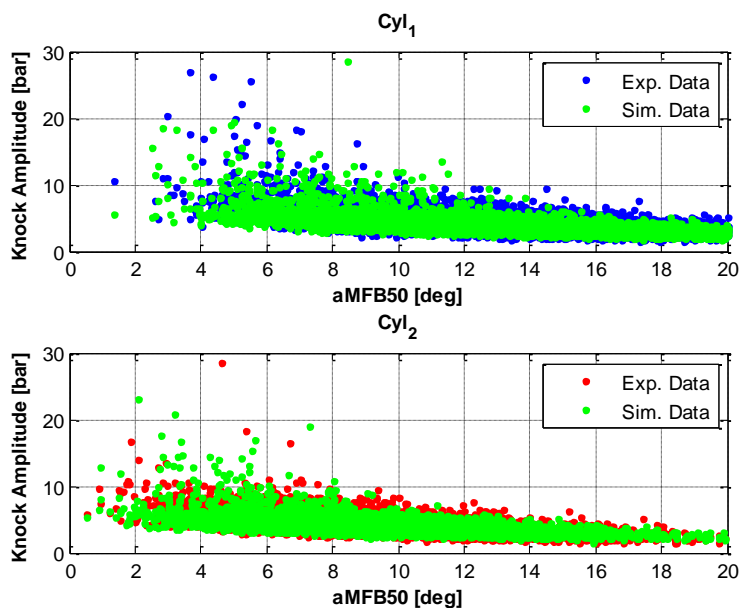 Cyl1
Knock Amplitude [bar]
30
20
10
0
Exp. Data
Sim. Data
0 2 4 6 8 10 12 14 16 18 20
aMFB50 [deg]
Cyl2
Knock Amplitude [bar]
30
20
10
0
Exp. Data
Sim. Data
0 2 4 6 8 10 12 14 16 18 20
aMFB50 [deg]